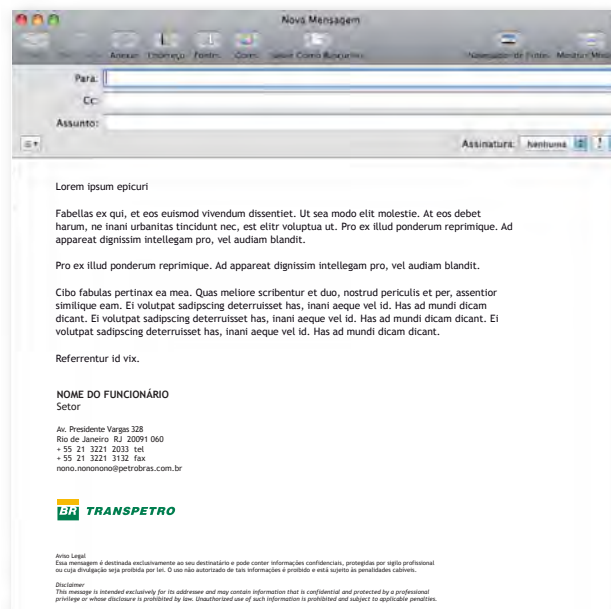 Nova Mensagem
Anexar Endereço Fontes Cores Salvar Como Rascunho Navegador de Fotos
Para:
Cc:
Assunto:
Assinatura: Nenhuma
Lorem ipsum epicuri
Fabellas ex qui, et eos euismod vivendum dissentiet. Ut sea modo elit molestie. At eos debet
harum, ne inani urbanitas tincidunt nec, est elitr voluptua ut. Pro ex illud ponderum reprimique. Ad
appareat dignissim intellegam pro, vel audiam blandit.
Pro ex illud ponderum reprimique. Ad appareat dignissim intellegam pro, vel audiam blandit.
Cibo fabulas pertinax ea mea. Quas meliore scribentur et duo, nostrud periculis et per, assentior
similique eam. Ei volutpat sadipscing deterruisset has, inani aeque vel id. Has ad mundi dicam
dicant. Ei volutpat sadipscing deterruisset has, inani aeque vel id. Has ad mundi dicam dicant. Ei
volutpat sadipscing deterruisset has, inani aeque vel id. Has ad mundi dicam dicant.
Referrentur id vix.
NOME DO FUNCIONÁRIO
Setor
Av. Presidente Vargas 328
Rio de Janeiro RJ 20091 060
+ 55 21 3221 2033 tel
+ 55 21 3221 3132 fax
nono.nononono@petrobras.com.br
BR TRANSPETRO
Aviso Legal
Essa mensagem é destinada exclusivamente ao seu destinatário e pode conter informações confidenciais, protegidas por sigilo profissional
ou cuja divulgação seja proibida por lei. O uso não autorizado de tais informações é proibido e está sujeito às penalidades cabíveis.
Disclaimer
This message is intended exclusively for its addressee and may contain information that is confidential and protected by a professional
privilege or whose disclosure is prohibited by law. Unauthorized use of such information is prohibited and subject to applicable penalties.